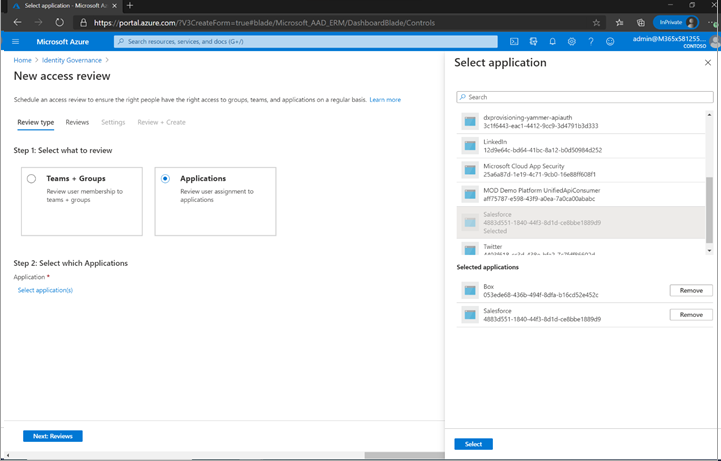 Select application - Microsoft Az
https://portal.azure.com/?V3CreateForm=true#blade/Microsoft_AAD_ERM/DashboardBlade/Controls
InPrivate
Microsoft Azure
Search resources, services, and docs (G+/)
admin@M365x581255...
CONTOSO
Home > Identity Governance >
New access review
Schedule an access review to ensure the right people have the right access to groups, teams, and applications on a regular basis. Learn more
Review type Reviews Settings Review + Create
Step 1: Select what to review
Teams + Groups
Review user membership to
teams + groups
Applications
Review user assignment to
applications
Step 2: Select which Applications
Application *
Select application(s)
Next: Reviews
Select application
Search
dxprovisioning-yammer-apiauth
3c1f6443-eac1-4412-9cc9-3d4791b3d333
LinkedIn
12d9e64c-bd64-41bc-8a12-b0d50984d252
Microsoft Cloud App Security
25a6a87d-1e19-4c71-9cb0-16e88ff608f1
MOD Demo Platform UnifiedApiConsumer
aff75787-e598-43f9-a0ea-7a0ca00ababc
Salesforce
4883d551-1840-44f3-8d1d-ce8bbe1889d9
Selected
Twitter
Selected applications
Box
053ede68-436b-494f-8dfa-b16cd52e452c
Remove
Salesforce
4883d551-1840-44f3-8d1d-ce8bbe1889d9
Remove
Select